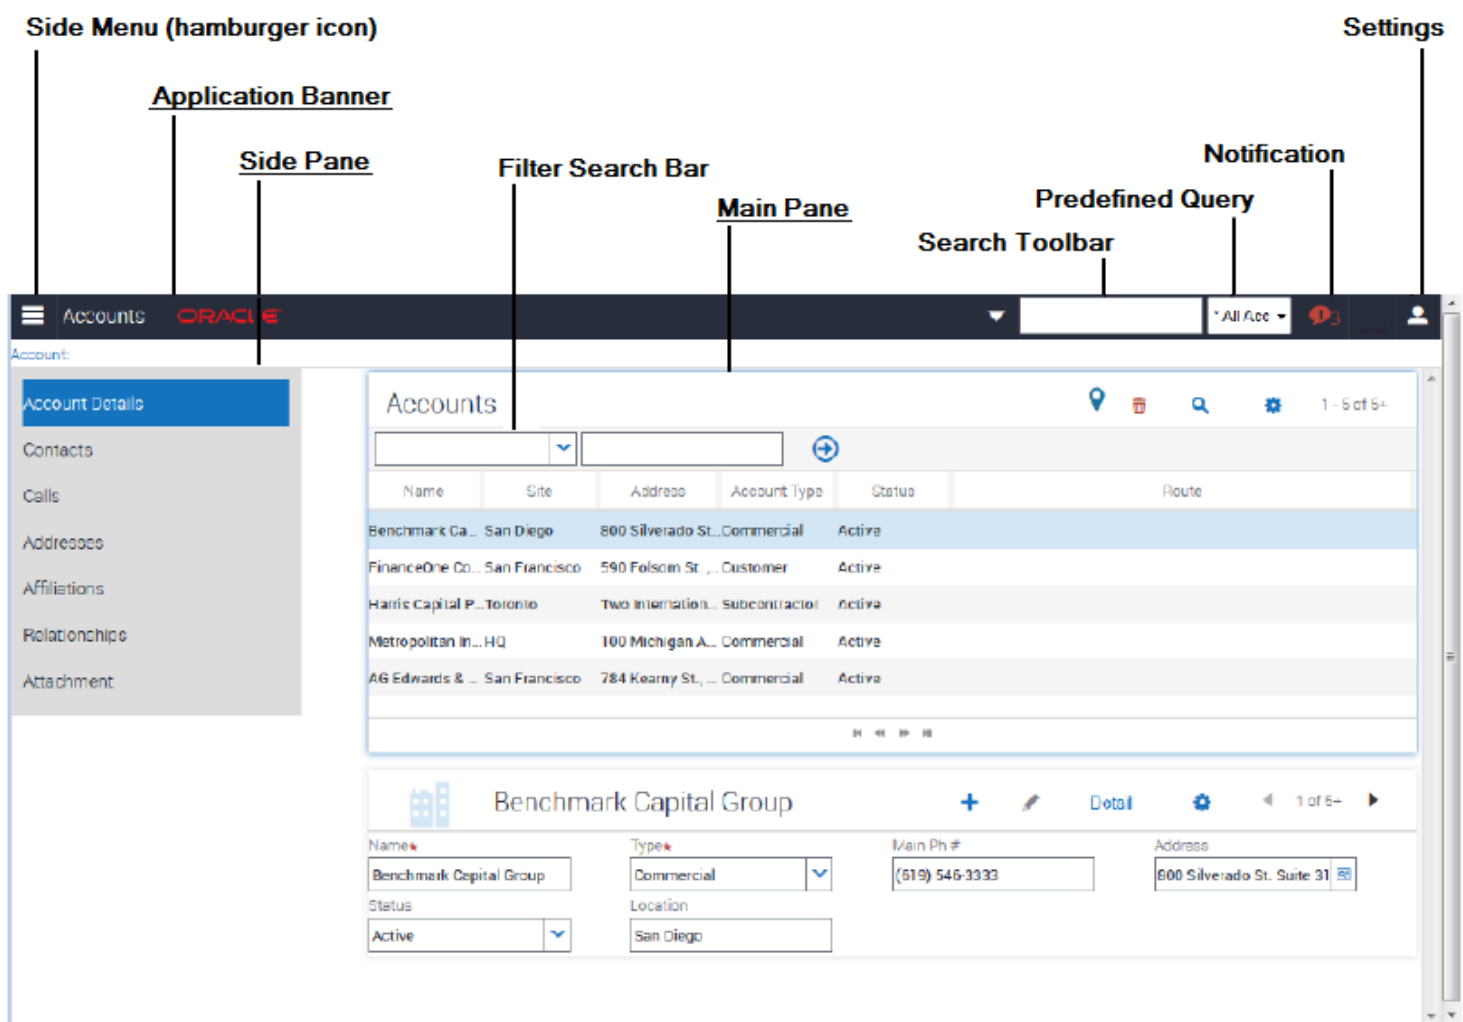 Side Menu (hamburger icon)
Settings
Application Banner
Side Pane
Filter Search Bar
Notification
Main Pane
Predefined Query
Search Toolbar
Accounts ORACLE * All Acc 3
Account:
Account Details
Contacts
Calls
Addresses
Affiliations
Relationships
Attachment
Accounts 1 - 5 of 5+
Name Site Address Account Type Status Route
Benchmark Ca... San Diego 800 Silverado St... Commercial Active
FinanceOne Co... San Francisco 590 Folsom St. ,... Customer Active
Harris Capital P... Toronto Two Internation... Subcontractor Active
Metropolitan In... HQ 100 Michigan A... Commercial Active
AG Edwards & ... San Francisco 784 Kearny St., ... Commercial Active
Benchmark Capital Group Detail 1 of 5+
Name* Type* Main Ph # Address
Benchmark Capital Group Commercial (619) 546-3333 800 Silverado St. Suite 31
Status Location
Active San Diego